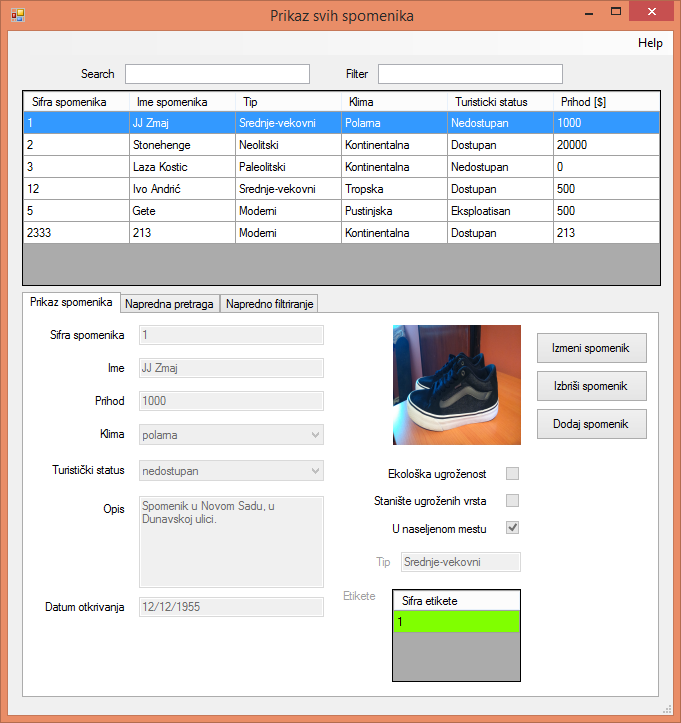 Prikaz svih spomenika
Help
Search
Filter
Sifra spomenika Ime spomenika Tip Klima Turisticki status Prihod [$]
1 JJ Zmaj Srednje-vekovni Polarna Nedostupan 1000
2 Stonehenge Neolitski Kontinentalna Dostupan 20000
3 Laza Kostic Paleolitski Kontinentalna Nedostupan 0
12 Ivo Andrić Srednje-vekovni Tropska Dostupan 500
5 Gete Moderni Pustinjska Eksploatisan 500
2333 213 Moderni Kontinentalna Dostupan 213
Prikaz spomenika Napredna pretraga Napredno filtriranje
Sifra spomenika 1
Ime JJ Zmaj
Prihod 1000
Klima polarna
Turistički status nedostupan
Opis Spomenik u Novom Sadu, u
Dunavskoj ulici.
Datum otkrivanja 12/12/1955
Izmeni spomenik
Izbriši spomenik
Dodaj spomenik
Ekološka ugroženost
Stanište ugroženih vrsta
U naseljenom mestu
Tip Srednje-vekovni
Etikete Sifra etikete
1